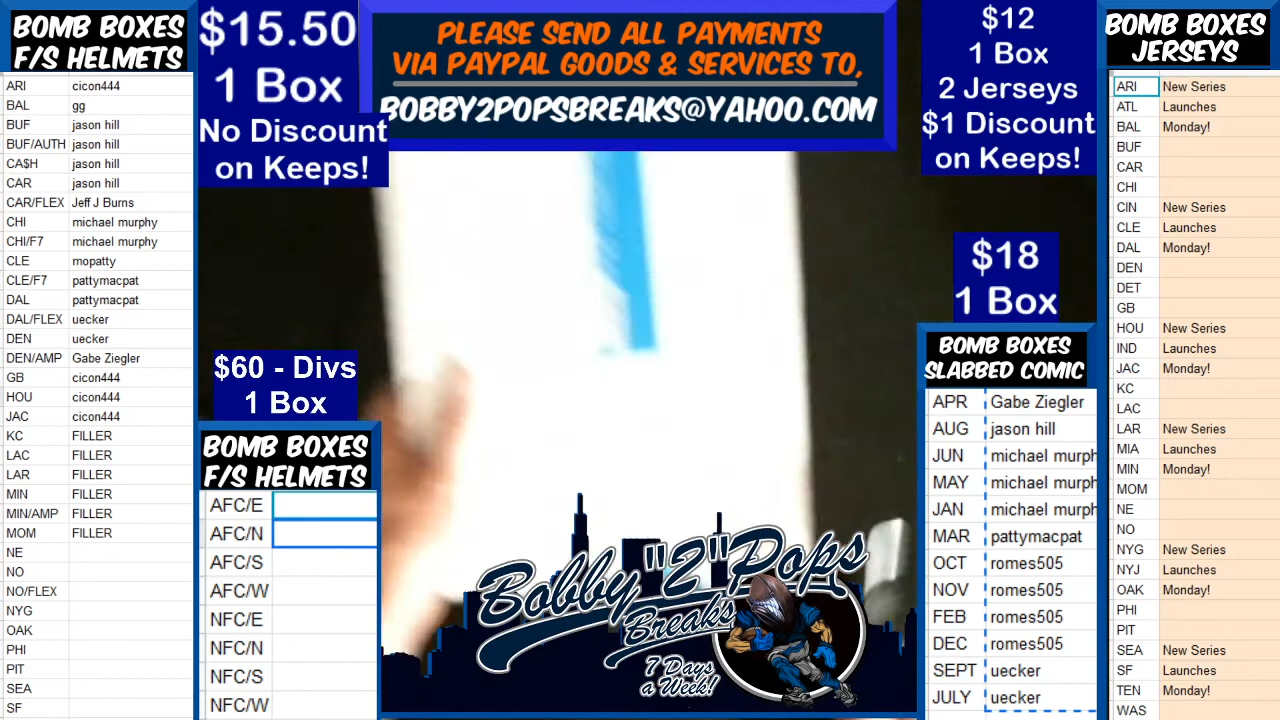 BOMB BOXES
F/S HELMETS
ARI cicon444
BAL gg
BUF jason hill
BUF/AUTH jason hill
CA$H jason hill
CAR jason hill
CAR/FLEX Jeff J Burns
CHI michael murphy
CHI/F7 michael murphy
CLE mopatty
CLE/F7 pattymacpat
DAL pattymacpat
DAL/FLEX uecker
DEN uecker
DEN/AMP Gabe Ziegler
GB cicon444
HOU cicon444
JAC cicon444
KC FILLER
LAC FILLER
LAR FILLER
MIN FILLER
MIN/AMP FILLER
MOM FILLER
NE
NO
NO/FLEX
NYG
OAK
PHI
PIT
SEA
SF
$15.50
1 Box
No Discount
on Keeps!
$60 - Divs
1 Box
BOMB BOXES
F/S HELMETS
AFC/E
AFC/N
AFC/S
AFC/W
NFC/E
NFC/N
NFC/S
NFC/W
PLEASE SEND ALL PAYMENTS
VIA PAYPAL GOODS & SERVICES TO,
BOBBY2POPSBREAKS@YAHOO.COM
Bobby "2" Pops
Breaks
7 Days
a Week!
$12
1 Box
2 Jerseys
$1 Discount
on Keeps!
$18
1 Box
BOMB BOXES
SLABBED COMIC
APR Gabe Ziegler
AUG jason hill
JUN michael murph
MAY michael murph
JAN michael murph
MAR pattymacpat
OCT romes505
NOV romes505
FEB romes505
DEC romes505
SEPT uecker
JULY uecker
BOMB BOXES
JERSEYS
ARI New Series
ATL Launches
BAL Monday!
BUF
CAR
CHI
CIN New Series
CLE Launches
DAL Monday!
DEN
DET
GB
HOU New Series
IND Launches
JAC Monday!
KC
LAC
LAR New Series
MIA Launches
MIN Monday!
MOM
NE
NO
NYG New Series
NYJ Launches
OAK Monday!
PHI
PIT
SEA New Series
SF Launches
TEN Monday!
WAS